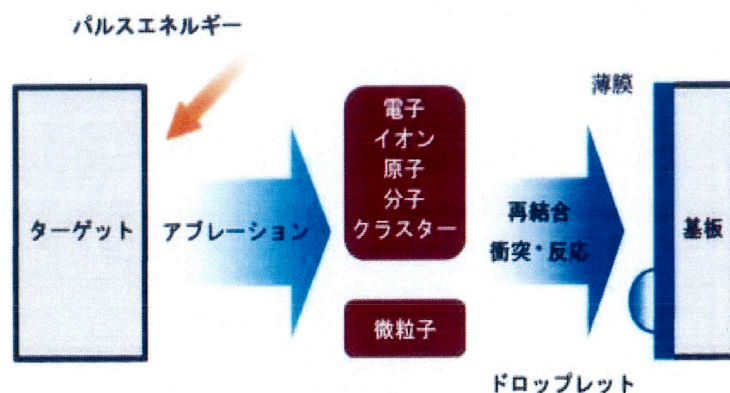 パルスエネルギー
ターゲット
アブレーション
電子
イオン
原子
分子
クラスター
微粒子
再結合
衝突・反応
薄膜
基板
ドロップレット